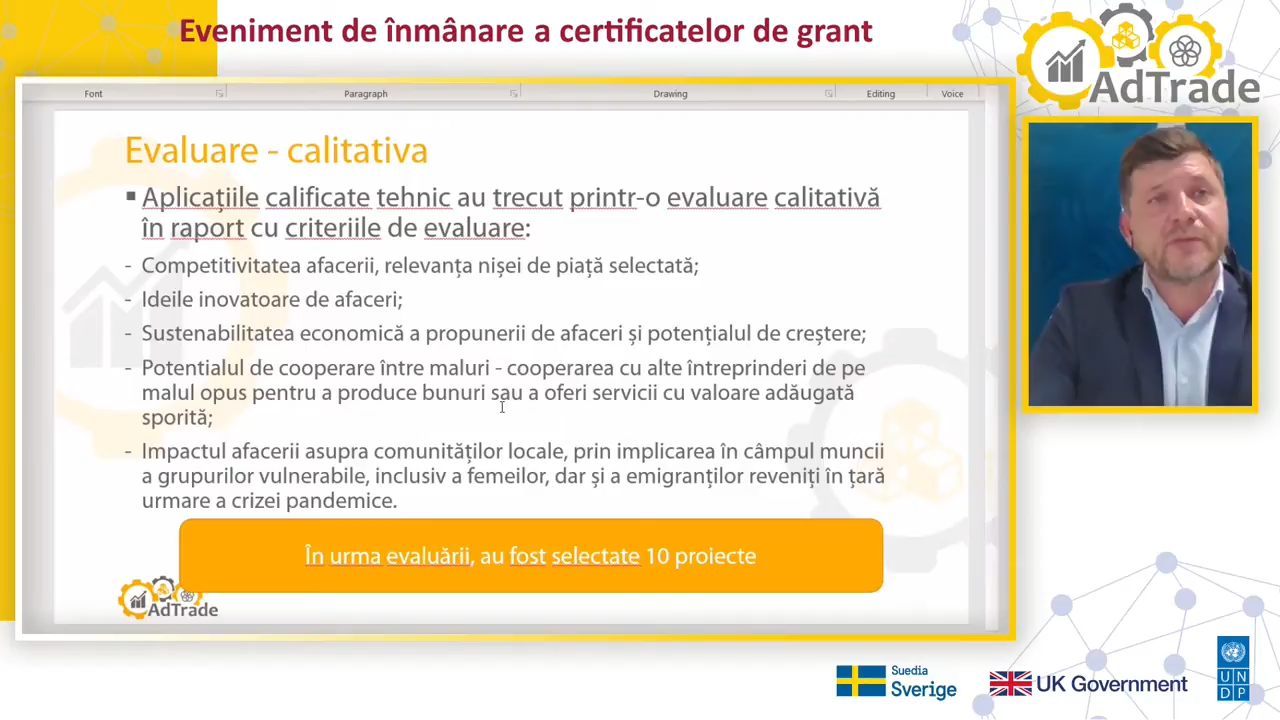 Eveniment de înmânare a certificatelor de grant
AdTrade
Font
Paragraph
Drawing
Editing
Voice
Evaluare - calitativa
▪ Aplicațiile calificate tehnic au trecut printr-o evaluare calitativă
în raport cu criteriile de evaluare:
- Competitivitatea afacerii, relevanța nișei de piață selectată;
- Ideile inovatoare de afaceri;
- Sustenabilitatea economică a propunerii de afaceri și potențialul de creștere;
- Potentialul de cooperare între maluri - cooperarea cu alte întreprinderi de pe
malul opus pentru a produce bunuri sau a oferi servicii cu valoare adăugată
sporită;
- Impactul afacerii asupra comunităților locale, prin implicarea în câmpul muncii
a grupurilor vulnerabile, inclusiv a femeilor, dar și a emigranților reveniți în țară
urmare a crizei pandemice.
În urma evaluării, au fost selectate 10 proiecte
AdTrade
Suedia
Sverige
UK Government
U N
D P